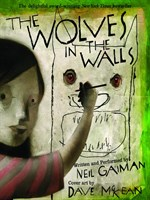 THE WOLVES
IN THE
WALLS
Written and Performed by
NEIL GAIMAN
Cover art by
DAVE McKEAN